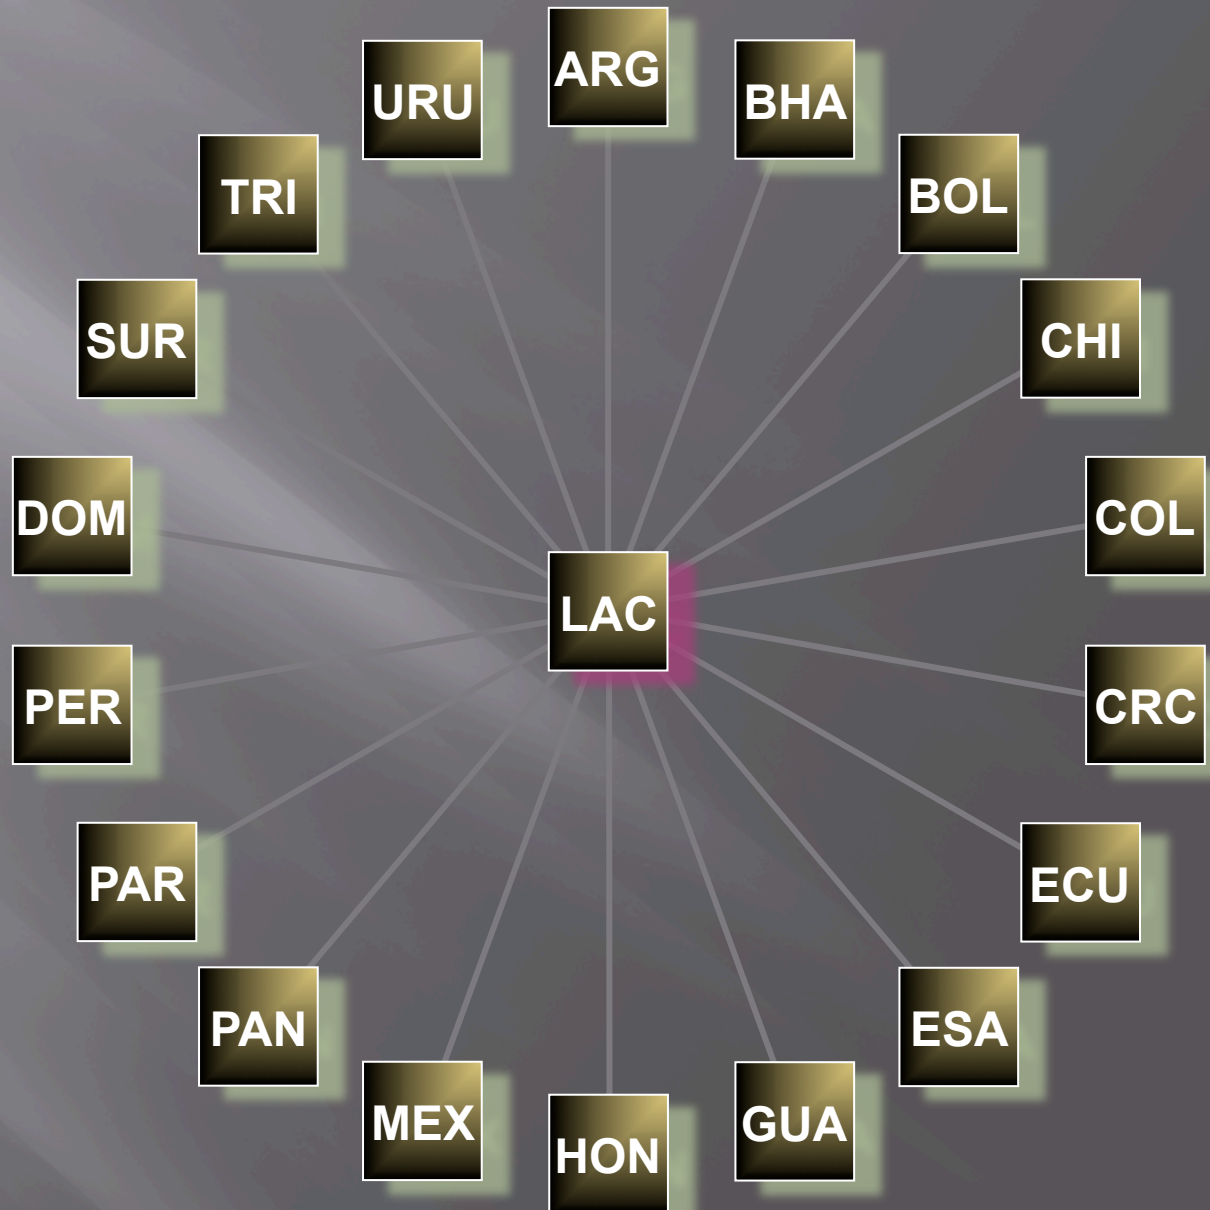 ARG
URU
BHA
TRI
BOL
SUR
CHI
DOM
COL
LAC
PER
CRC
PAR
ECU
PAN
ESA
MEX
GUA
HON